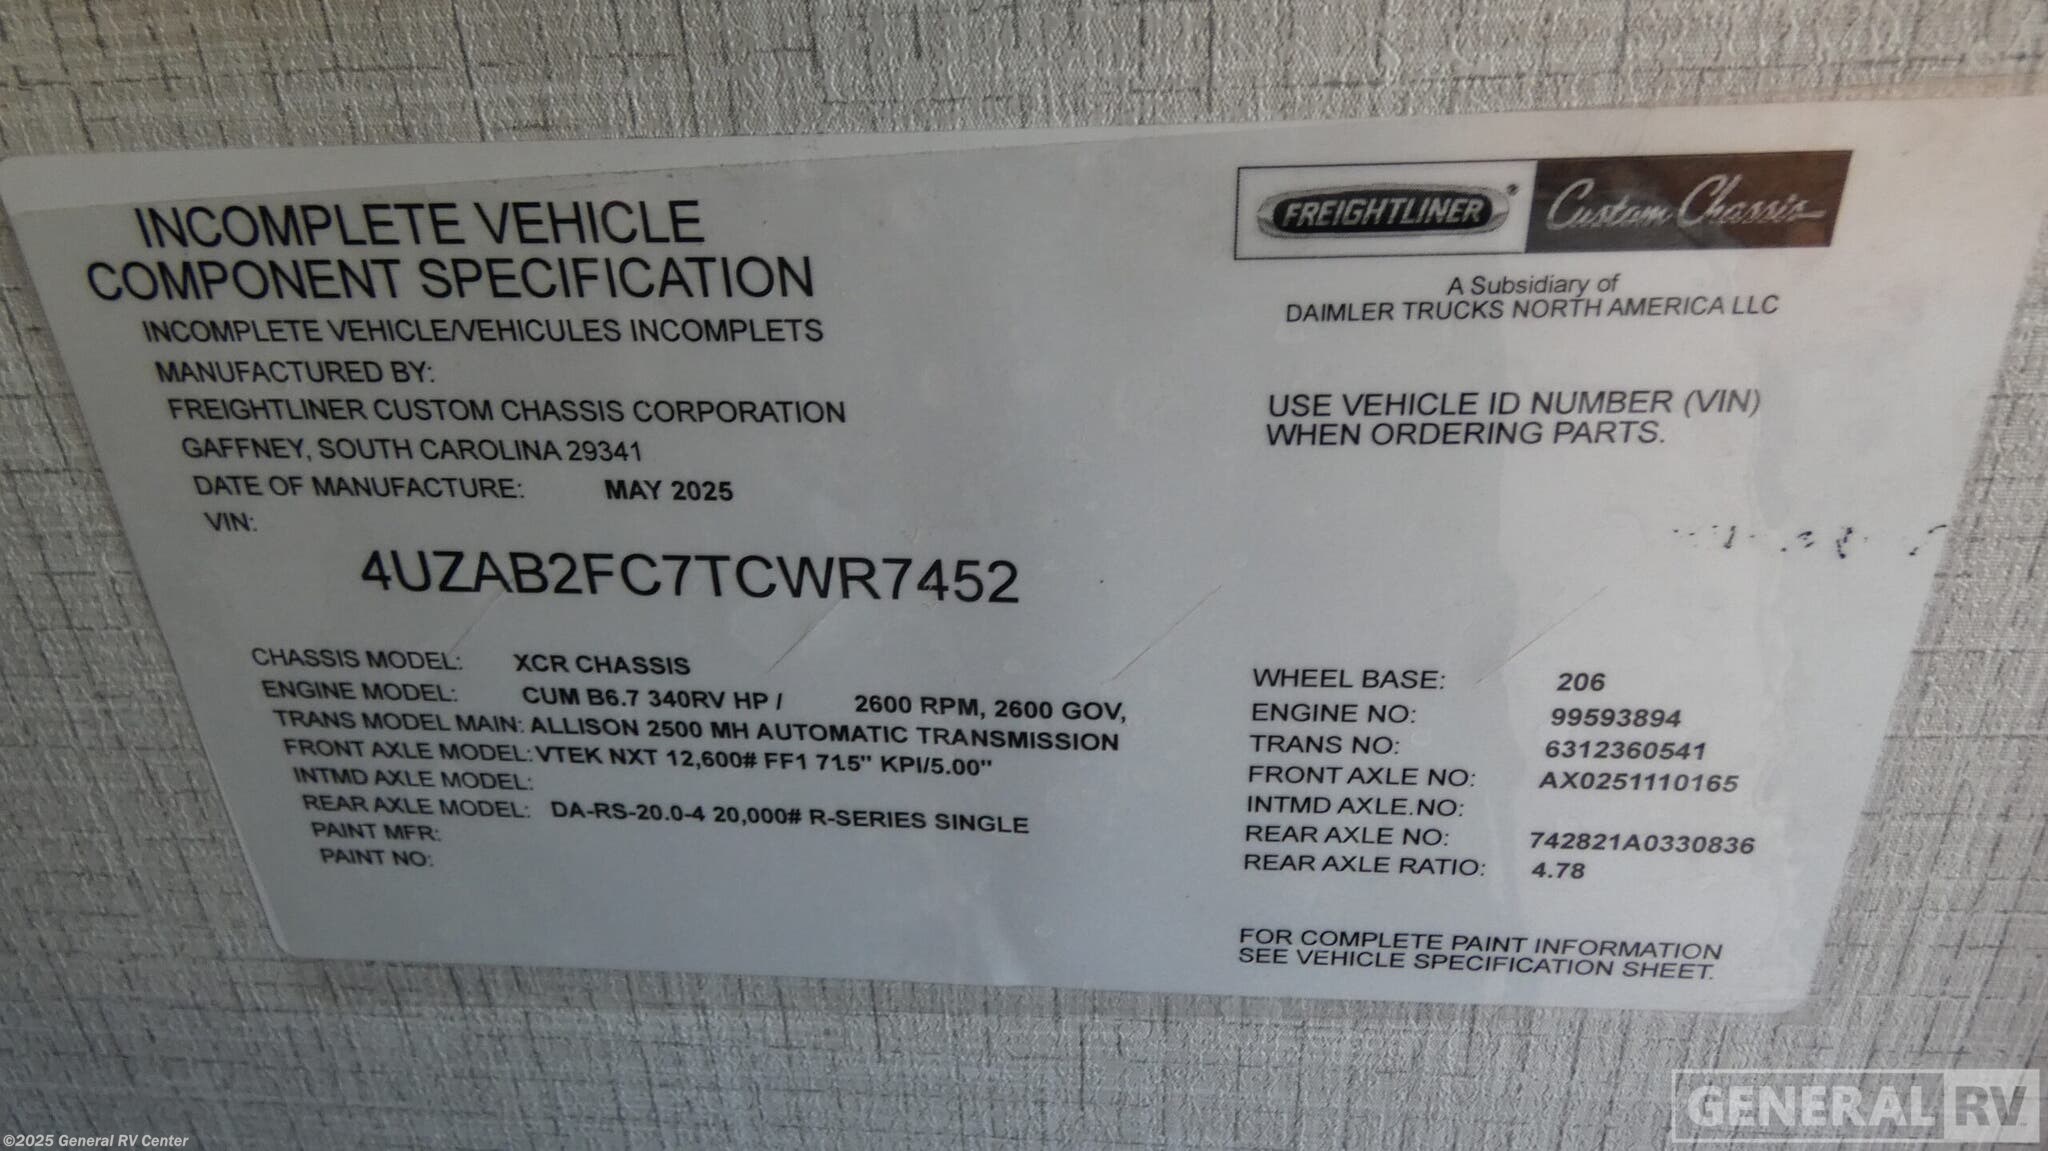 INCOMPLETE VEHICLE
COMPONENT SPECIFICATION
INCOMPLETE VEHICLE/VEHICULES INCOMPLETS
MANUFACTURED BY:
FREIGHTLINER CUSTOM CHASSIS CORPORATION
GAFFNEY, SOUTH CAROLINA 29341
DATE OF MANUFACTURE: MAY 2025
VIN:
4UZAB2FC7TCWR7452
CHASSIS MODEL: XCR CHASSIS
ENGINE MODEL: CUM B6.7 340RV HP / 2600 RPM, 2600 GOV,
TRANS MODEL MAIN: ALLISON 2500 MH AUTOMATIC TRANSMISSION
FRONT AXLE MODEL: VTEK NXT 12,600# FF1 71.5" KPI/5.00"
INTMD AXLE MODEL:
REAR AXLE MODEL: DA-RS-20.0-4 20,000# R-SERIES SINGLE
PAINT MFR:
PAINT NO:
FREIGHTLINER® Custom Chassis
A Subsidiary of
DAIMLER TRUCKS NORTH AMERICA LLC
USE VEHICLE ID NUMBER (VIN)
WHEN ORDERING PARTS.
WHEEL BASE: 206
ENGINE NO: 99593894
TRANS NO: 6312360541
FRONT AXLE NO: AX0251110165
INTMD AXLE.NO:
REAR AXLE NO: 742821A0330836
REAR AXLE RATIO: 4.78
FOR COMPLETE PAINT INFORMATION
SEE VEHICLE SPECIFICATION SHEET.
GENERAL RV
©2025 General RV Center